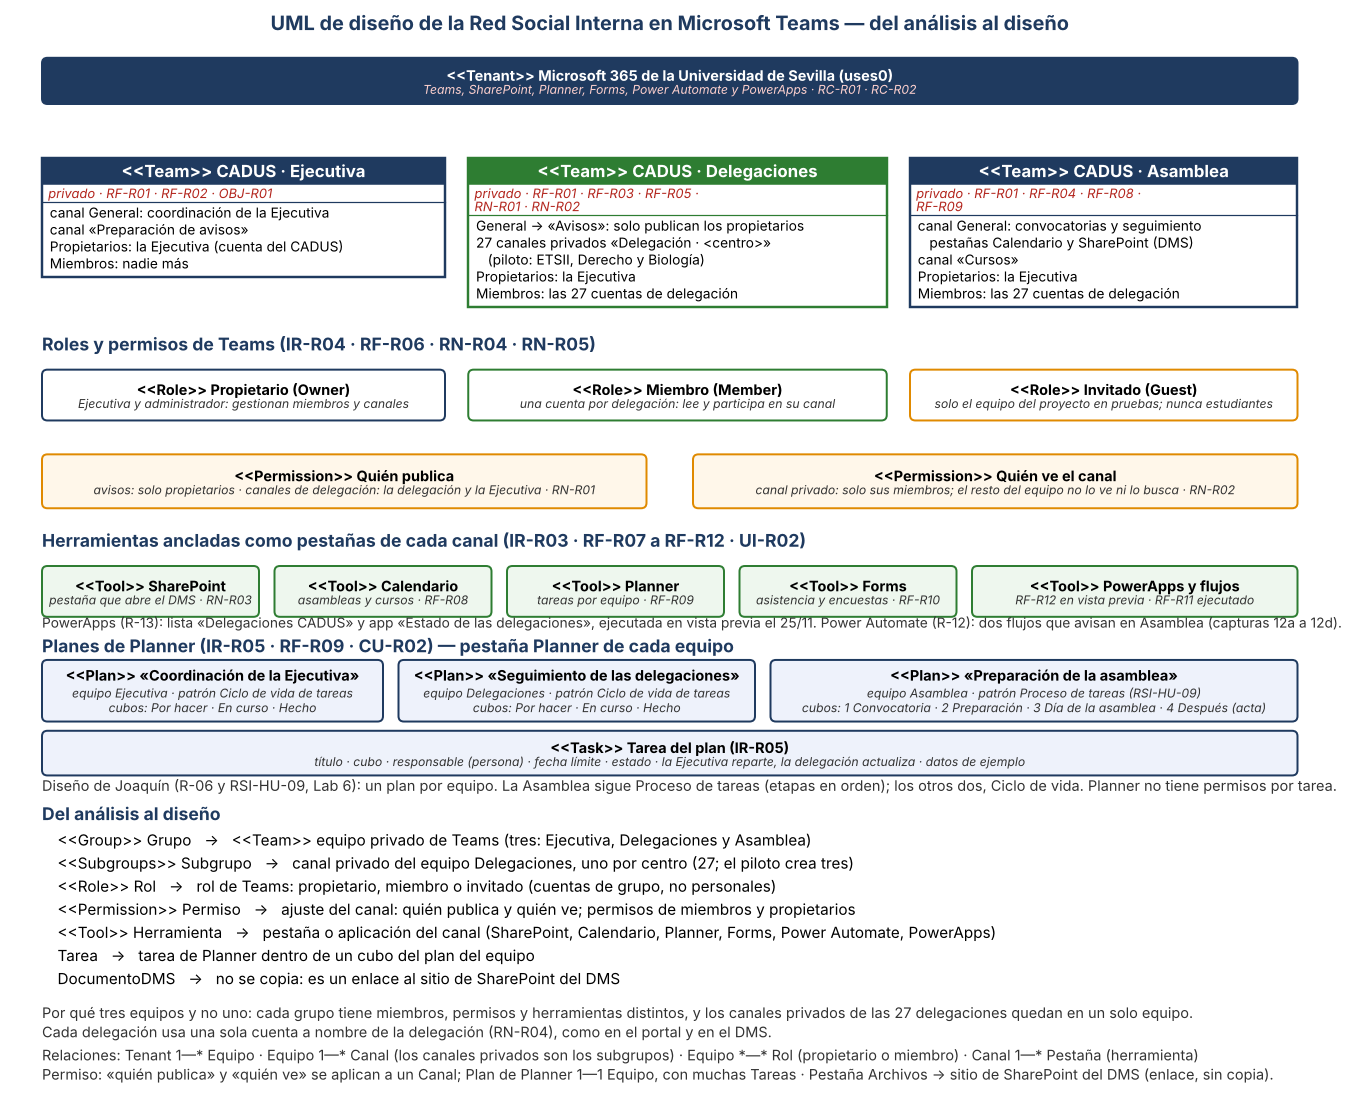 UML de diseño de la Red Social Interna en Microsoft Teams — del análisis al diseño
<<Tenant>> Microsoft 365 de la Universidad de Sevilla (uses0)
Teams, SharePoint, Planner, Forms, Power Automate y PowerApps · RC-R01 · RC-R02
<<Team>> CADUS · Ejecutiva
privado · RF-R01 · RF-R02 · OBJ-R01
canal General: coordinación de la Ejecutiva
canal «Preparación de avisos»
Propietarios: la Ejecutiva (cuenta del CADUS)
Miembros: nadie más
<<Team>> CADUS · Delegaciones
privado · RF-R01 · RF-R03 · RF-R05 ·
RN-R01 · RN-R02
General → «Avisos»: solo publican los propietarios
27 canales privados «Delegación · <centro>»
(piloto: ETSII, Derecho y Biología)
Propietarios: la Ejecutiva
Miembros: las 27 cuentas de delegación
<<Team>> CADUS · Asamblea
privado · RF-R01 · RF-R04 · RF-R08 ·
RF-R09
canal General: convocatorias y seguimiento
pestañas Calendario y SharePoint (DMS)
canal «Cursos»
Propietarios: la Ejecutiva
Miembros: las 27 cuentas de delegación
Roles y permisos de Teams (IR-R04 · RF-R06 · RN-R04 · RN-R05)
<<Role>> Propietario (Owner)
Ejecutiva y administrador: gestionan miembros y canales
<<Role>> Miembro (Member)
una cuenta por delegación: lee y participa en su canal
<<Role>> Invitado (Guest)
solo el equipo del proyecto en pruebas; nunca estudiantes
<<Permission>> Quién publica
avisos: solo propietarios · canales de delegación: la delegación y la Ejecutiva · RN-R01
<<Permission>> Quién ve el canal
canal privado: solo sus miembros; el resto del equipo no lo ve ni lo busca · RN-R02
Herramientas ancladas como pestañas de cada canal (IR-R03 · RF-R07 a RF-R12 · UI-R02)
<<Tool>> SharePoint
pestaña que abre el DMS · RN-R03
<<Tool>> Calendario
asambleas y cursos · RF-R08
<<Tool>> Planner
tareas por equipo · RF-R09
<<Tool>> Forms
asistencia y encuestas · RF-R10
<<Tool>> PowerApps y flujos
RF-R12 en vista previa · RF-R11 ejecutado
PowerApps (R-13): lista «Delegaciones CADUS» y app «Estado de las delegaciones», ejecutada en vista previa el 25/11. Power Automate (R-12): dos flujos que avisan en Asamblea (capturas 12a a 12d).
Planes de Planner (IR-R05 · RF-R09 · CU-R02) — pestaña Planner de cada equipo
<<Plan>> «Coordinación de la Ejecutiva»
equipo Ejecutiva · patrón Ciclo de vida de tareas
cubos: Por hacer · En curso · Hecho
<<Plan>> «Seguimiento de las delegaciones»
equipo Delegaciones · patrón Ciclo de vida de tareas
cubos: Por hacer · En curso · Hecho
<<Plan>> «Preparación de la asamblea»
equipo Asamblea · patrón Proceso de tareas (RSI-HU-09)
cubos: 1 Convocatoria · 2 Preparación · 3 Día de la asamblea · 4 Después (acta)
<<Task>> Tarea del plan (IR-R05)
título · cubo · responsable (persona) · fecha límite · estado · la Ejecutiva reparte, la delegación actualiza · datos de ejemplo
Diseño de Joaquín (R-06 y RSI-HU-09, Lab 6): un plan por equipo. La Asamblea sigue Proceso de tareas (etapas en orden); los otros dos, Ciclo de vida. Planner no tiene permisos por tarea.
Del análisis al diseño
<<Group>> Grupo → <<Team>> equipo privado de Teams (tres: Ejecutiva, Delegaciones y Asamblea)
<<Subgroups>> Subgrupo → canal privado del equipo Delegaciones, uno por centro (27; el piloto crea tres)
<<Role>> Rol → rol de Teams: propietario, miembro o invitado (cuentas de grupo, no personales)
<<Permission>> Permiso → ajuste del canal: quién publica y quién ve; permisos de miembros y propietarios
<<Tool>> Herramienta → pestaña o aplicación del canal (SharePoint, Calendario, Planner, Forms, Power Automate, PowerApps)
Tarea → tarea de Planner dentro de un cubo del plan del equipo
DocumentoDMS → no se copia: es un enlace al sitio de SharePoint del DMS
Por qué tres equipos y no uno: cada grupo tiene miembros, permisos y herramientas distintos, y los canales privados de las 27 delegaciones quedan en un solo equipo.
Cada delegación usa una sola cuenta a nombre de la delegación (RN-R04), como en el portal y en el DMS.
Relaciones: Tenant 1—* Equipo · Equipo 1—* Canal (los canales privados son los subgrupos) · Equipo *—* Rol (propietario o miembro) · Canal 1—* Pestaña (herramienta)
Permiso: «quién publica» y «quién ve» se aplican a un Canal; Plan de Planner 1—1 Equipo, con muchas Tareas · Pestaña Archivos → sitio de SharePoint del DMS (enlace, sin copia).